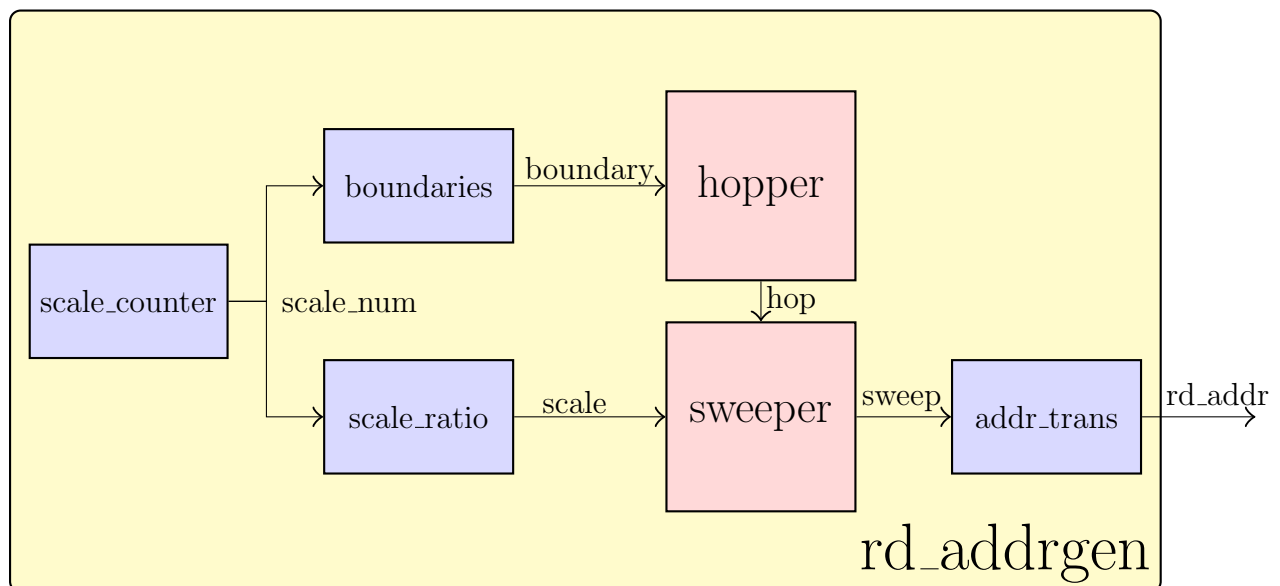 boundary
hopper
boundaries
scale_counter
scale_num
hop
scale_ratio
scale
sweeper
sweep
addr_trans
rd_addr
rd_addrgen